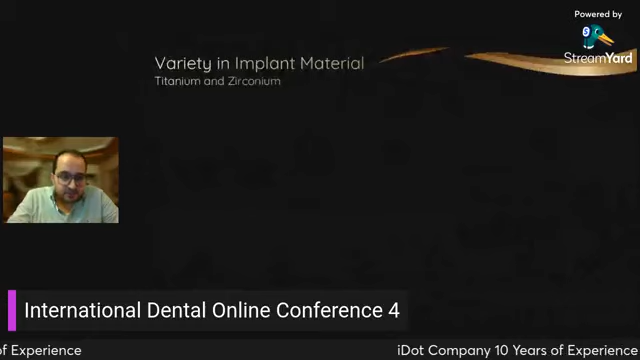 Powered by
StreamYard
Variety in Implant Material
Titanium and Zirconium
International Dental Online Conference 4
of Experience
iDot Company 10 Years of Experience